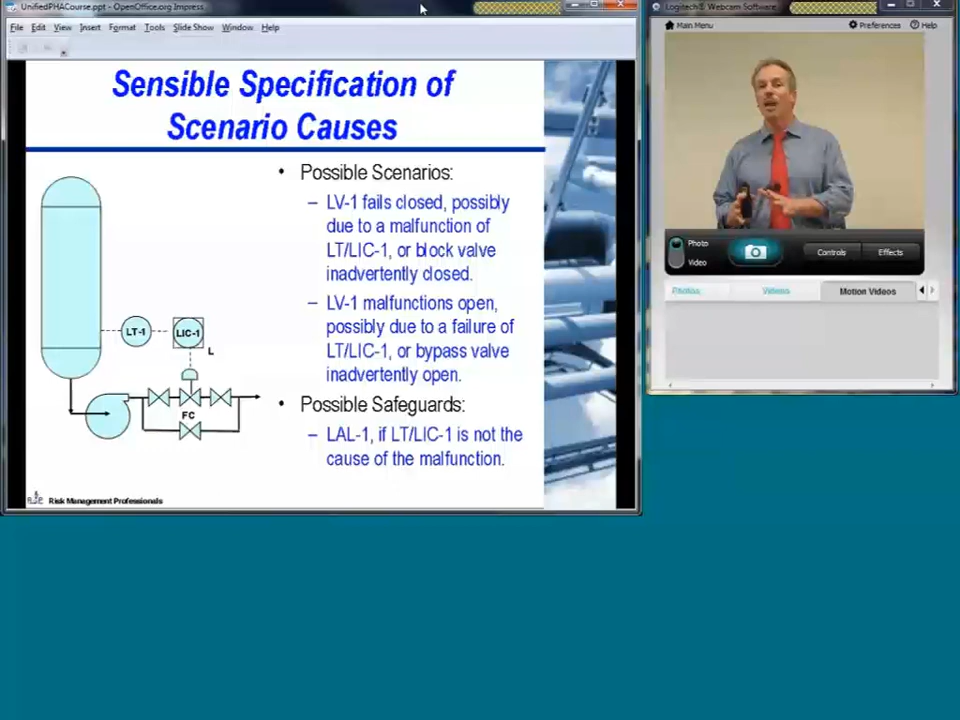 UnifiedPHACourse.ppt - OpenOffice.org Impress
File Edit View Insert Format Tools Slide Show Window Help
Sensible Specification of
Scenario Causes
• Possible Scenarios:
– LV-1 fails closed, possibly
due to a malfunction of
LT/LIC-1, or block valve
inadvertently closed.
– LV-1 malfunctions open,
possibly due to a failure of
LT/LIC-1, or bypass valve
inadvertently open.
• Possible Safeguards:
– LAL-1, if LT/LIC-1 is not the
cause of the malfunction.
LT-1
LIC-1
L
FC
Risk Management Professionals
Logitech® Webcam Software
Main Menu
Preferences
Help
Photo
Video
Controls
Effects
Photos
Videos
Motion Videos